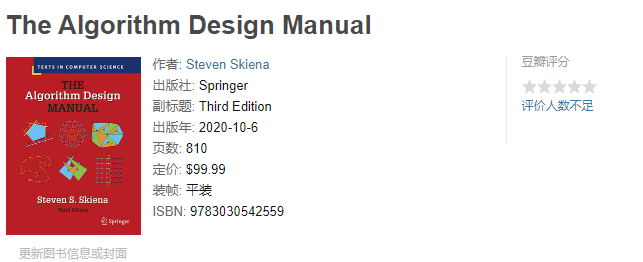 The Algorithm Design Manual
TEXTS IN COMPUTER SCIENCE
THE
Algorithm Design
MANUAL
Steven S. Skiena
Third Edition
Springer
更新图书信息或封面
作者: Steven Skiena
出版社: Springer
副标题: Third Edition
出版年: 2020-10-6
页数: 810
定价: $99.99
装帧: 平装
ISBN: 9783030542559
豆瓣评分
评价人数不足